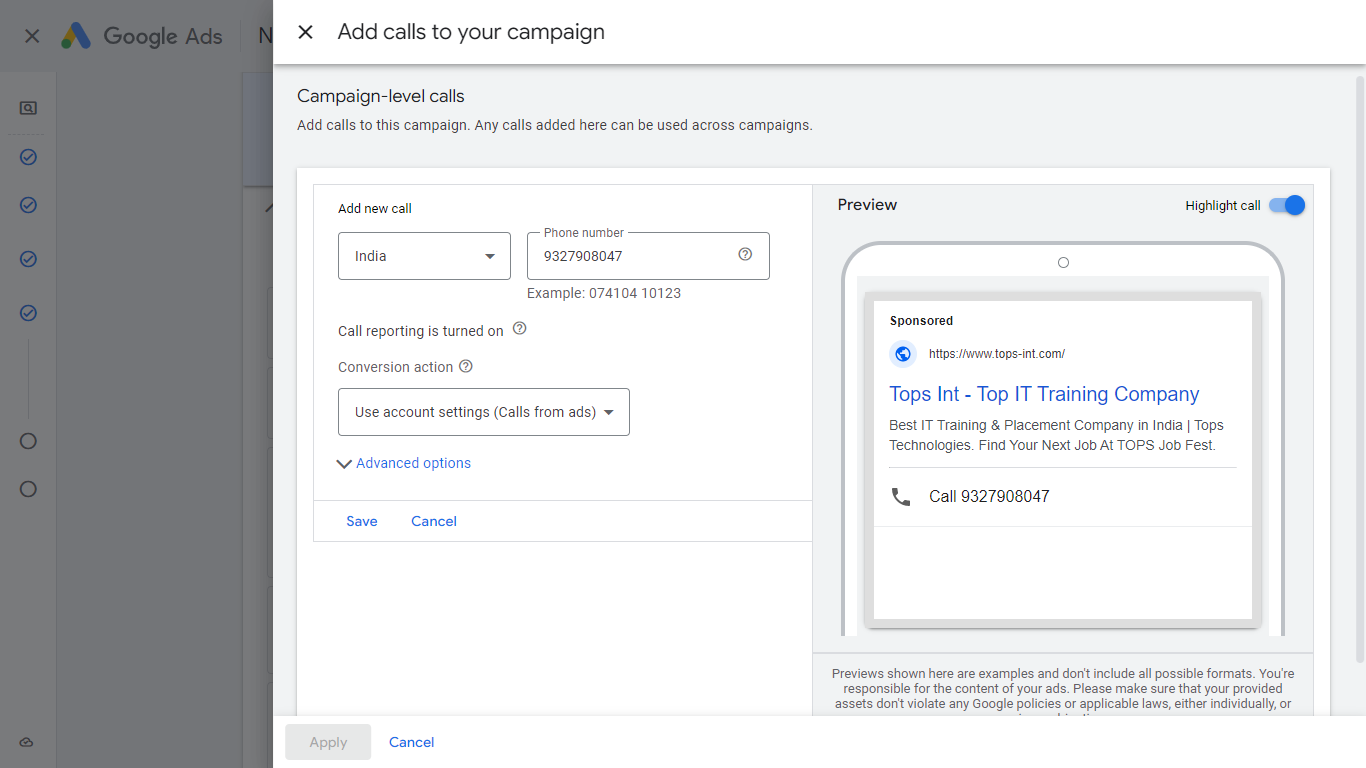 Google Ads
N
Add calls to your campaign
Campaign-level calls
Add calls to this campaign. Any calls added here can be used across campaigns.
Add new call
India
Phone number
9327908047
Example: 074104 10123
Call reporting is turned on
Conversion action
Use account settings (Calls from ads)
Advanced options
Save Cancel
Preview
Highlight call
Sponsored
https://www.tops-int.com/
Tops Int - Top IT Training Company
Best IT Training & Placement Company in India | Tops
Technologies. Find Your Next Job At TOPS Job Fest.
Call 9327908047
Previews shown here are examples and don't include all possible formats. You're
responsible for the content of your ads. Please make sure that your provided
assets don't violate any Google policies or applicable laws, either individually, or
Apply Cancel